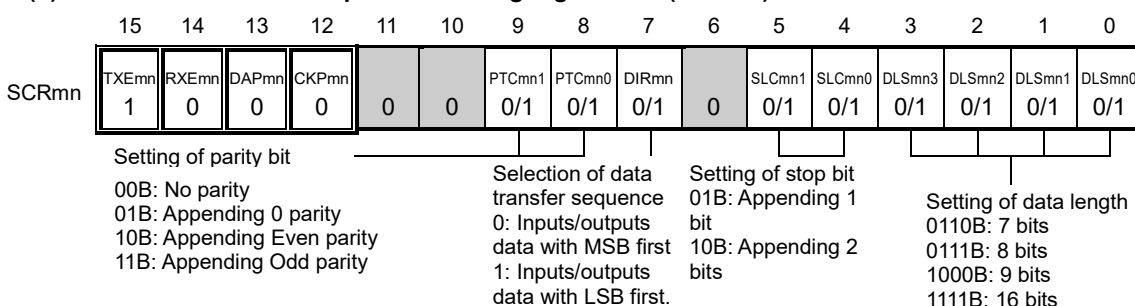 15 14 13 12 11 10 9 8 7 6 5 4 3 2 1 0
SCRmn
TXEmn RXEmn DAPmn CKPmn PTCmn1 PTCmn0 DIRmn SLCmn1 SLCmn0 DLSmn3 DLSmn2 DLSmn1 DLSmn0
1 0 0 0 0 0 0/1 0/1 0/1 0 0/1 0/1 0/1 0/1 0/1 0/1
Setting of parity bit
00B: No parity
01B: Appending 0 parity
10B: Appending Even parity
11B: Appending Odd parity
Selection of data
transfer sequence
0: Inputs/outputs
data with MSB first
1: Inputs/outputs
data with LSB first.
Setting of stop bit
01B: Appending 1
bit
10B: Appending 2
bits
Setting of data length
0110B: 7 bits
0111B: 8 bits
1000B: 9 bits
1111B: 16 bits